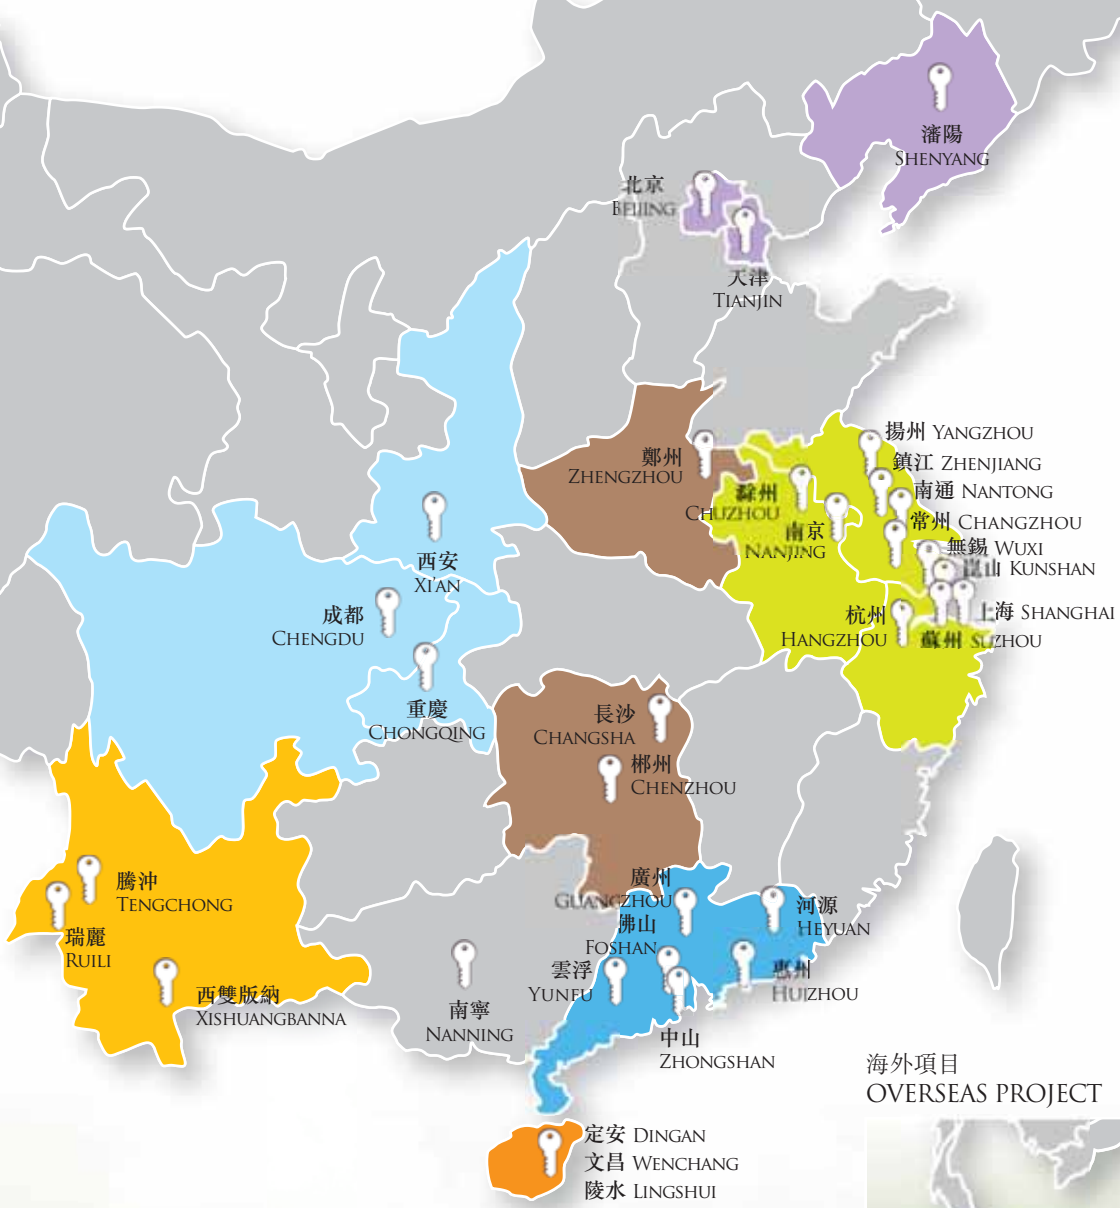 瀋陽
SHENYANG
北京
BEIJING
天津
TIANJIN
揚州 YANGZHOU
鄭州
ZHENGZHOU
鎮江 ZHENJIANG
滁州
CHUZHOU
南通 NANTONG
南京
NANJING
常州 CHANGZHOU
無錫 WUXI
崑山 KUNSHAN
西安
XI'AN
成都
CHENGDU
杭州
HANGZHOU
上海 SHANGHAI
蘇州 SUZHOU
重慶
CHONGQING
長沙
CHANGSHA
郴州
CHENZHOU
騰沖
TENGCHONG
廣州
GUANGZHOU
河源
HEYUAN
佛山
FOSHAN
瑞麗
RUILI
雲浮
YUNFU
惠州
HUIZHOU
西雙版納
XISHUANGBANNA
南寧
NANNING
中山
ZHONGSHAN
海外項目
OVERSEAS PROJECT
定安 DINGAN
文昌 WENCHANG
陵水 LINGSHUI